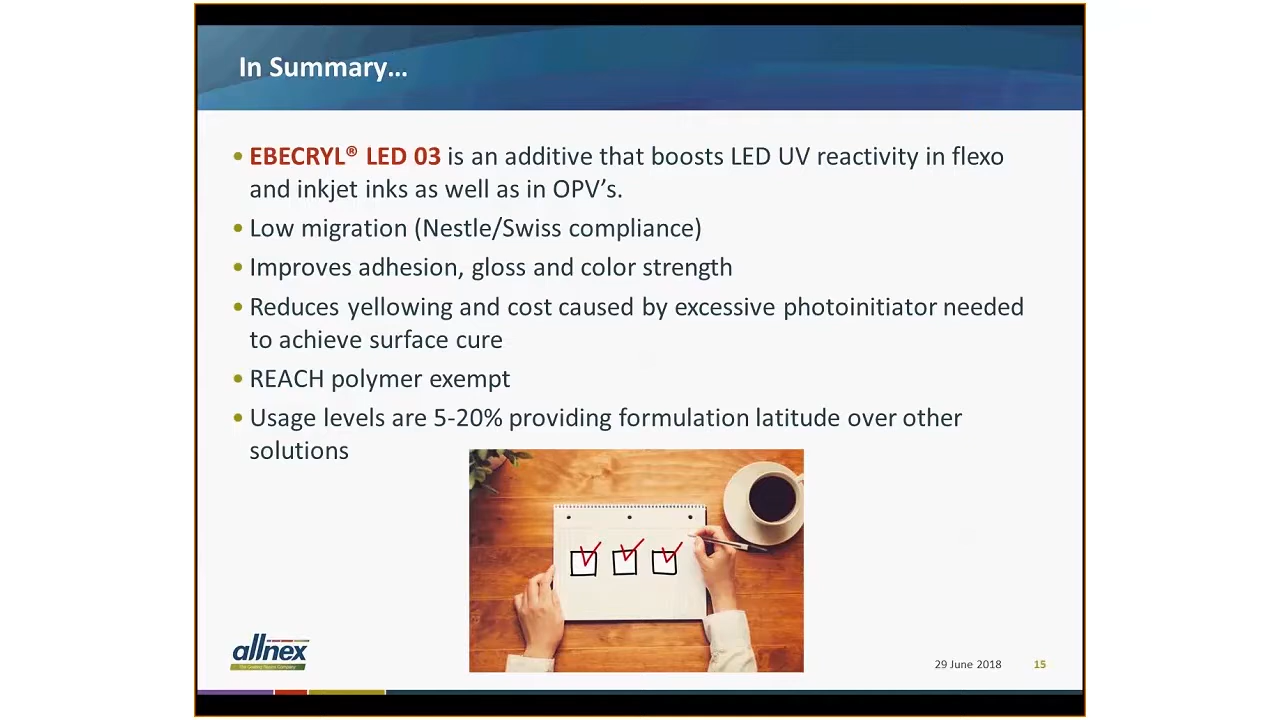 In Summary...
• EBECRYL® LED 03 is an additive that boosts LED UV reactivity in flexo
and inkjet inks as well as in OPV’s.
• Low migration (Nestle/Swiss compliance)
• Improves adhesion, gloss and color strength
• Reduces yellowing and cost caused by excessive photoinitiator needed
to achieve surface cure
• REACH polymer exempt
• Usage levels are 5-20% providing formulation latitude over other
solutions
allnex
29 June 2018
15